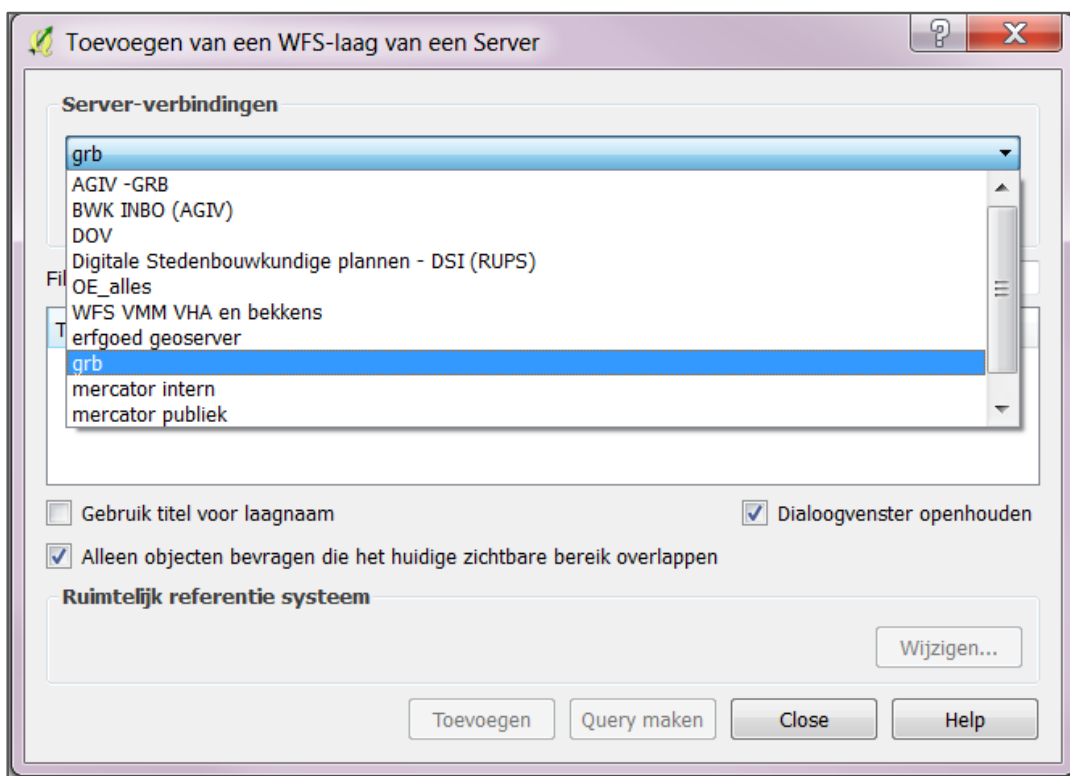 Toevoegen van een WFS-laag van een Server
Server-verbindingen
grb
AGIV -GRB
BWK INBO (AGIV)
DOV
Digitale Stedenbouwkundige plannen - DSI (RUPS)
OE_alles
WFS VMM VHA en bekkens
erfgoed geoserver
grb
mercator intern
mercator publiek
Fil
T
Gebruik titel voor laagnaam
Dialoogvenster openhouden
Alleen objecten bevragen die het huidige zichtbare bereik overlappen
Ruimtelijk referentie systeem
Wijzigen...
Toevoegen
Query maken
Close
Help